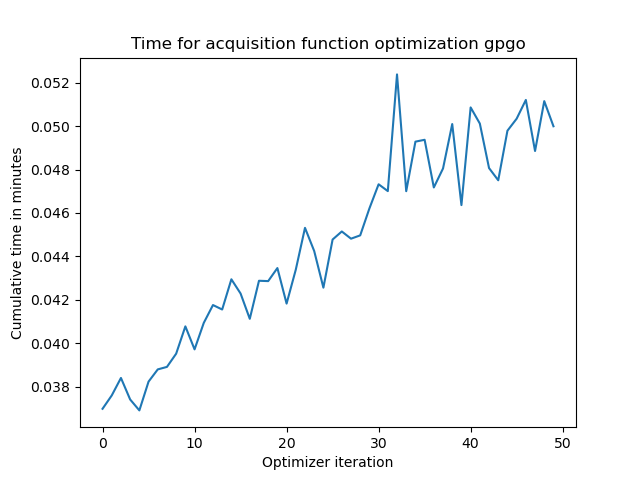 Time for acquisition function optimization gpgo
0.052
0.050
0.048
0.046
0.044
0.042
0.040
0.038
Cumulative time in minutes
0 10 20 30 40 50
Optimizer iteration